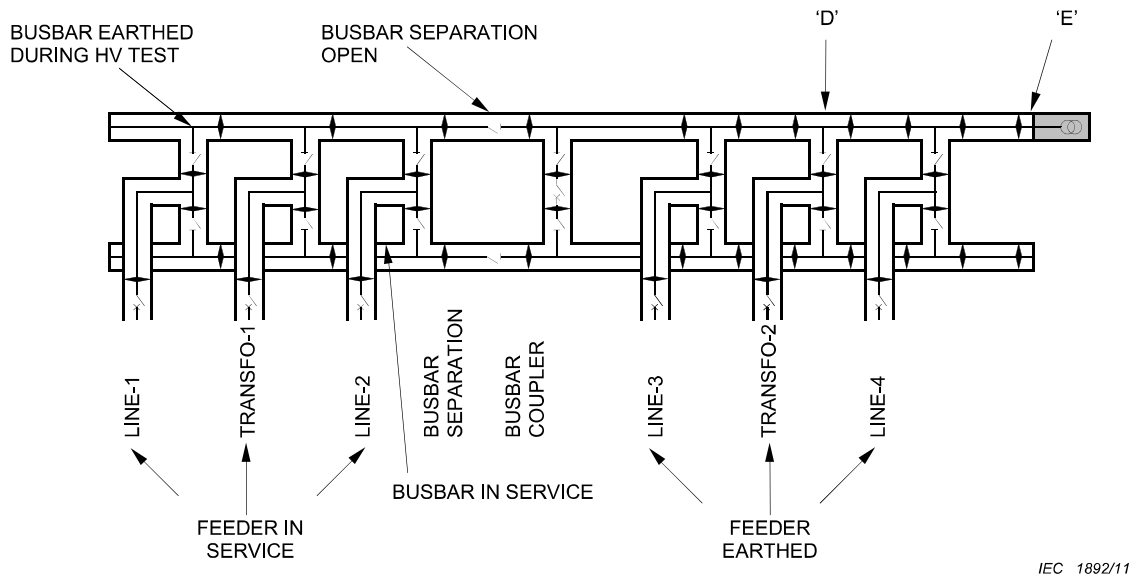 BUSBAR EARTHED
DURING HV TEST
BUSBAR SEPARATION
OPEN
‘D’
‘E’
LINE-1
TRANSFO-1
LINE-2
BUSBAR
SEPARATION
BUSBAR
COUPLER
LINE-3
TRANSFO-2
LINE-4
BUSBAR IN SERVICE
FEEDER IN
SERVICE
FEEDER
EARTHED
IEC 1892/11